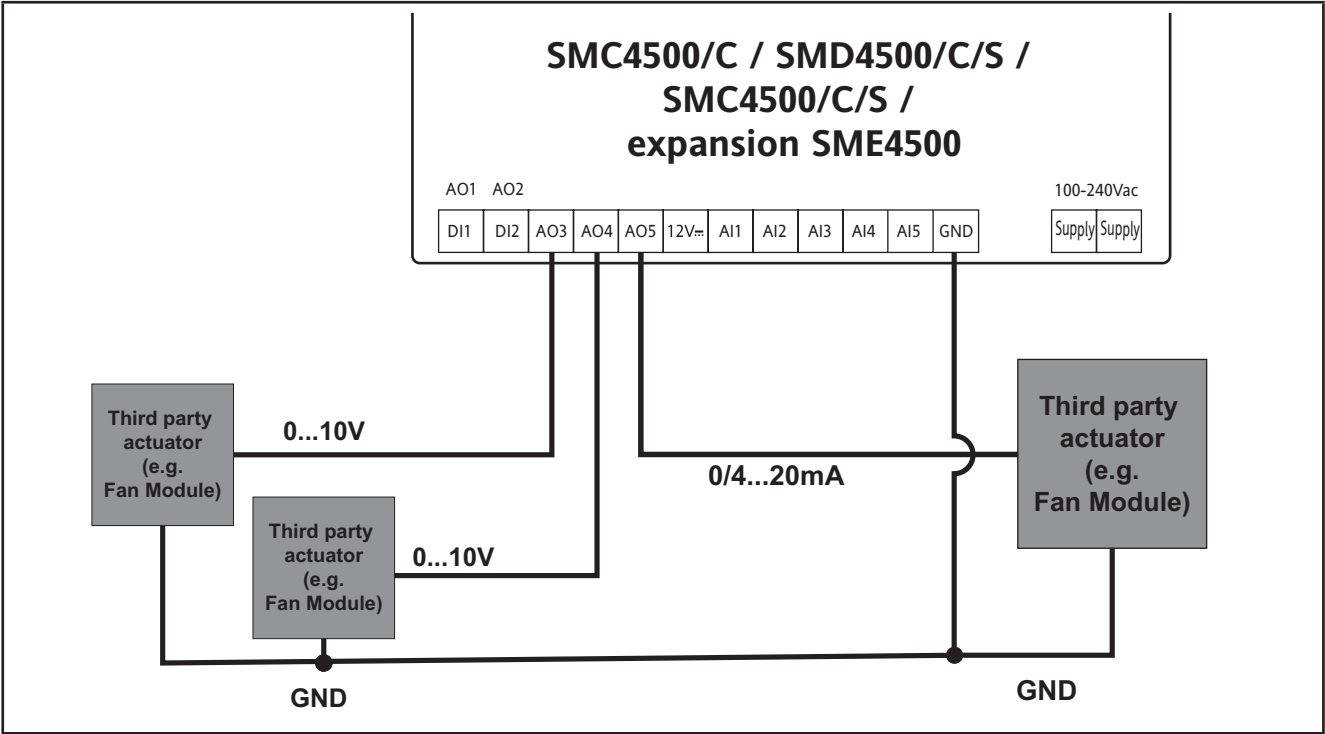 SMC4500/C / SMD4500/C/S /
SMC4500/C/S /
expansion SME4500
AO1 AO2
100-240Vac
DI1 DI2 AO3 AO4 AO5 12V⎓ AI1 AI2 AI3 AI4 AI5 GND
Supply Supply
Third party
actuator
(e.g.
Fan Module)
0...10V
Third party
actuator
(e.g.
Fan Module)
0...10V
0/4...20mA
Third party
actuator
(e.g.
Fan Module)
GND
GND